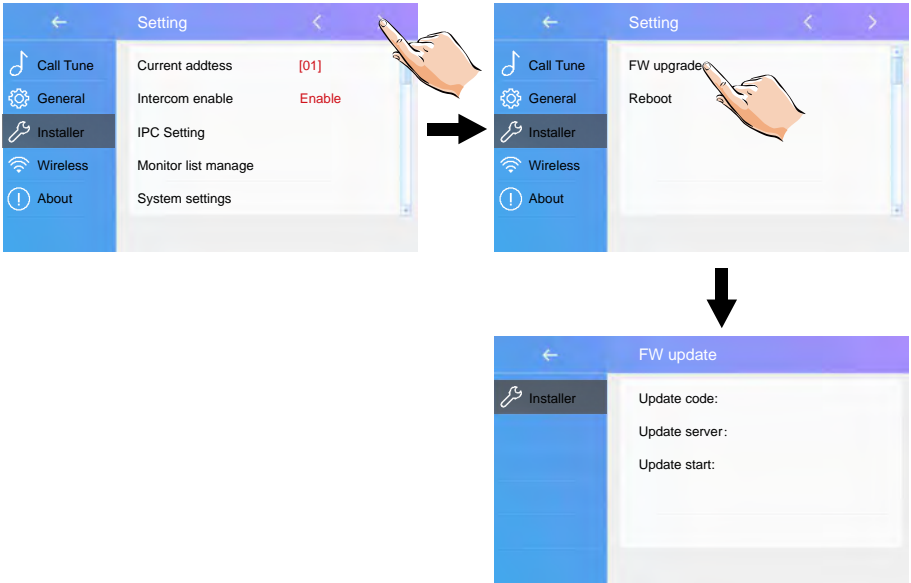 Setting
Call Tune
General
Installer
Wireless
About
Current addtess [01]
Intercom enable Enable
IPC Setting
Monitor list manage
System settings
Setting
Call Tune
General
Installer
Wireless
About
FW upgrade
Reboot
FW update
Installer
Update code:
Update server:
Update start: